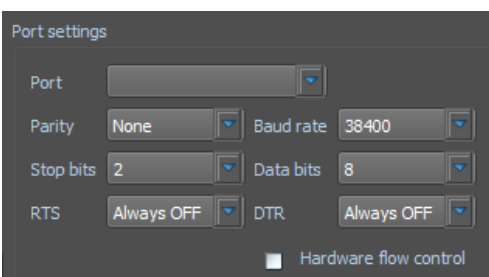 Port settings
Port
Parity None Baud rate 38400
Stop bits 2 Data bits 8
RTS Always OFF DTR Always OFF
Hardware flow control